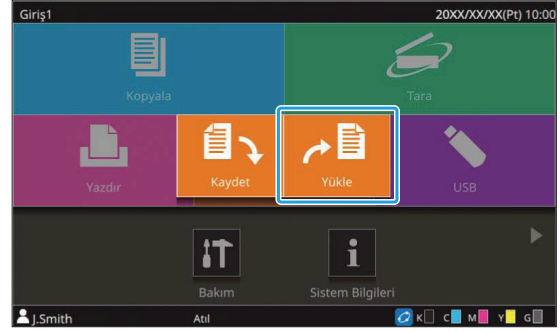 Giriş1 20XX/XX/XX(Pt) 10:00
Kopyala Tara
Yazdır Kaydet Yükle USB
Bakım Sistem Bilgileri
J.Smith Atıl K C M Y G